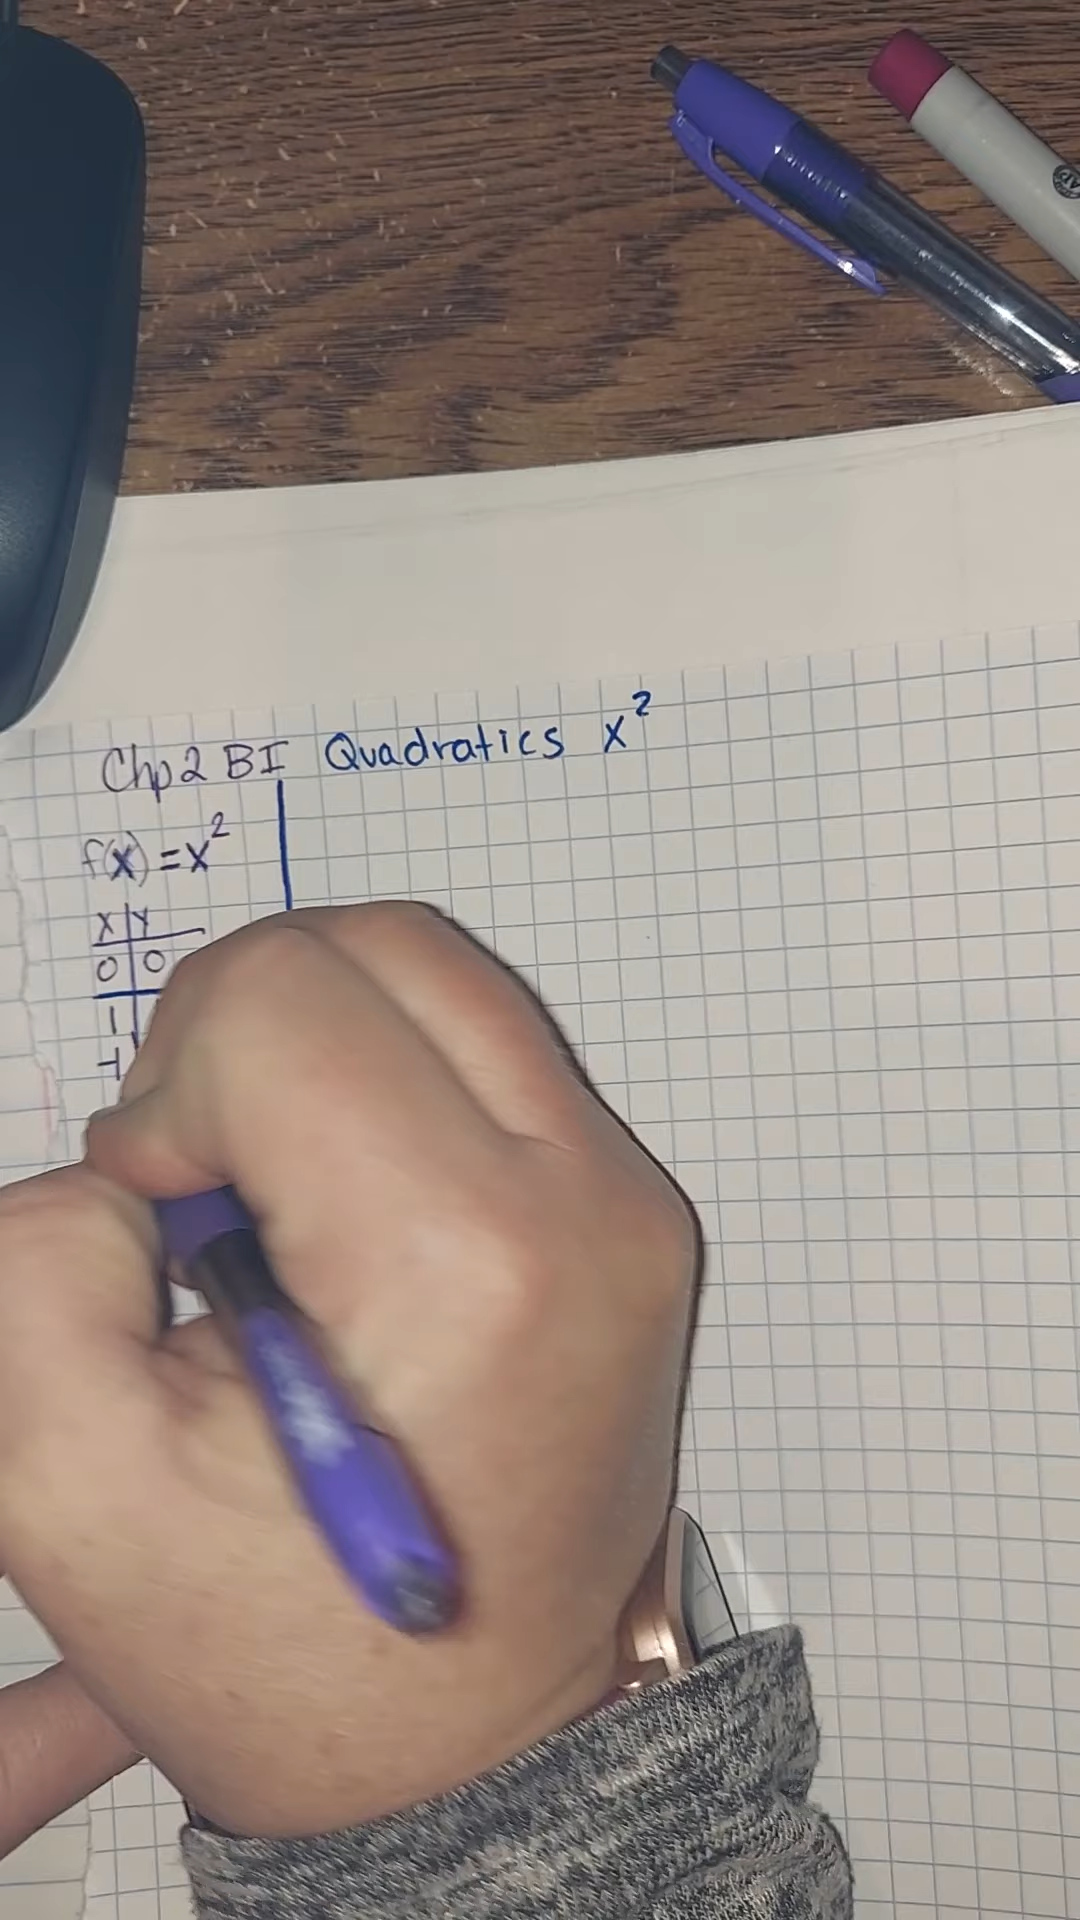 Chp 2 BI Quadratics x²
f(x) = x²
X Y
0 0
1
-1